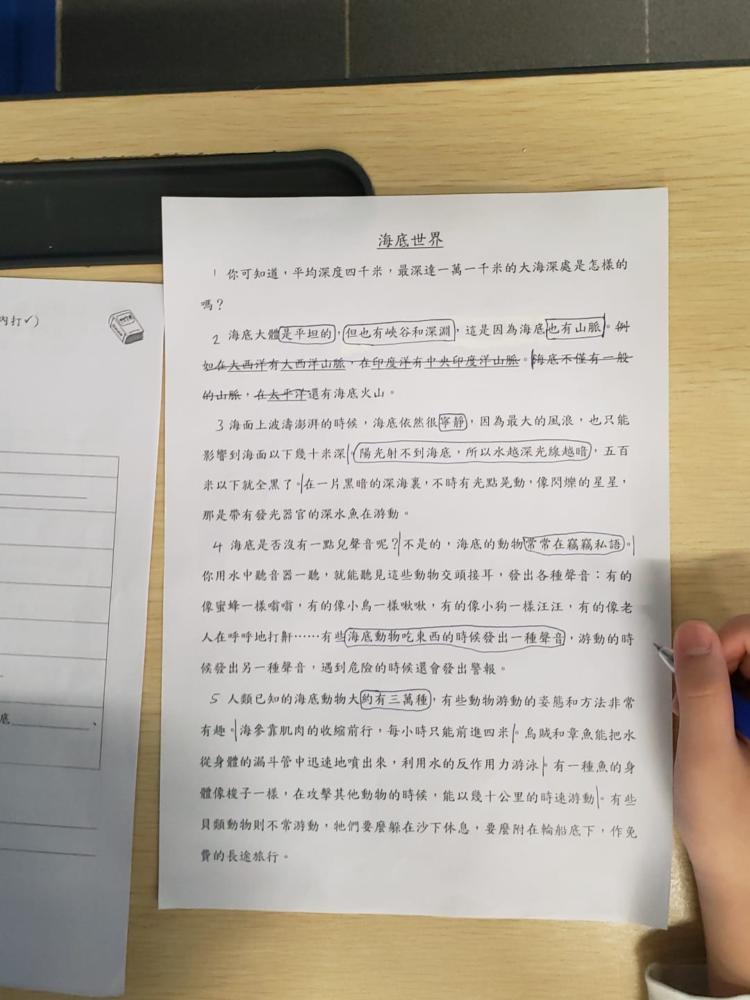 內打✓)
底＿＿＿＿、
海底世界
1 你可知道，平均深度四千米，最深達一萬一千米的大海深處是怎樣的
嗎？
2 海底大體是平坦的，但也有峽谷和深淵，這是因為海底也有山脈。例
如在大西洋有大西洋山脈，在印度洋有中央印度洋山脈。海底不僅有一般
的山脈，在太平洋還有海底火山。
3 海面上波濤澎湃的時候，海底依然很寧靜，因為最大的風浪，也只能
影響到海面以下幾十米深。陽光射不到海底，所以水越深光線越暗，五百
米以下就全黑了。在一片黑暗的深海裏，不時有光點晃動，像閃爍的星星，
那是帶有發光器官的深水魚在游動。
4 海底是否沒有一點兒聲音呢？不是的，海底的動物常常在竊竊私語。
你用水中聽音器一聽，就能聽見這些動物交頭接耳，發出各種聲音：有的
像蜜蜂一樣嗡嗡，有的像小鳥一樣啾啾，有的像小狗一樣汪汪，有的像老
人在呼呼地打鼾……有些海底動物吃東西的時候發出一種聲音，游動的時
候發出另一種聲音，遇到危險的時候還會發出警報。
5 人類已知的海底動物大約有三萬種，有些動物游動的姿態和方法非常
有趣。海參靠肌肉的收縮前行，每小時只能前進四米。烏賊和章魚能把水
從身體的漏斗管中迅速地噴出來，利用水的反作用力游泳。有一種魚的身
體像梭子一樣，在攻擊其他動物的時候，能以幾十公里的時速游動。有些
貝類動物則不常游動，牠們要麼躲在沙下休息，要麼附在輪船底下，作免
費的長途旅行。